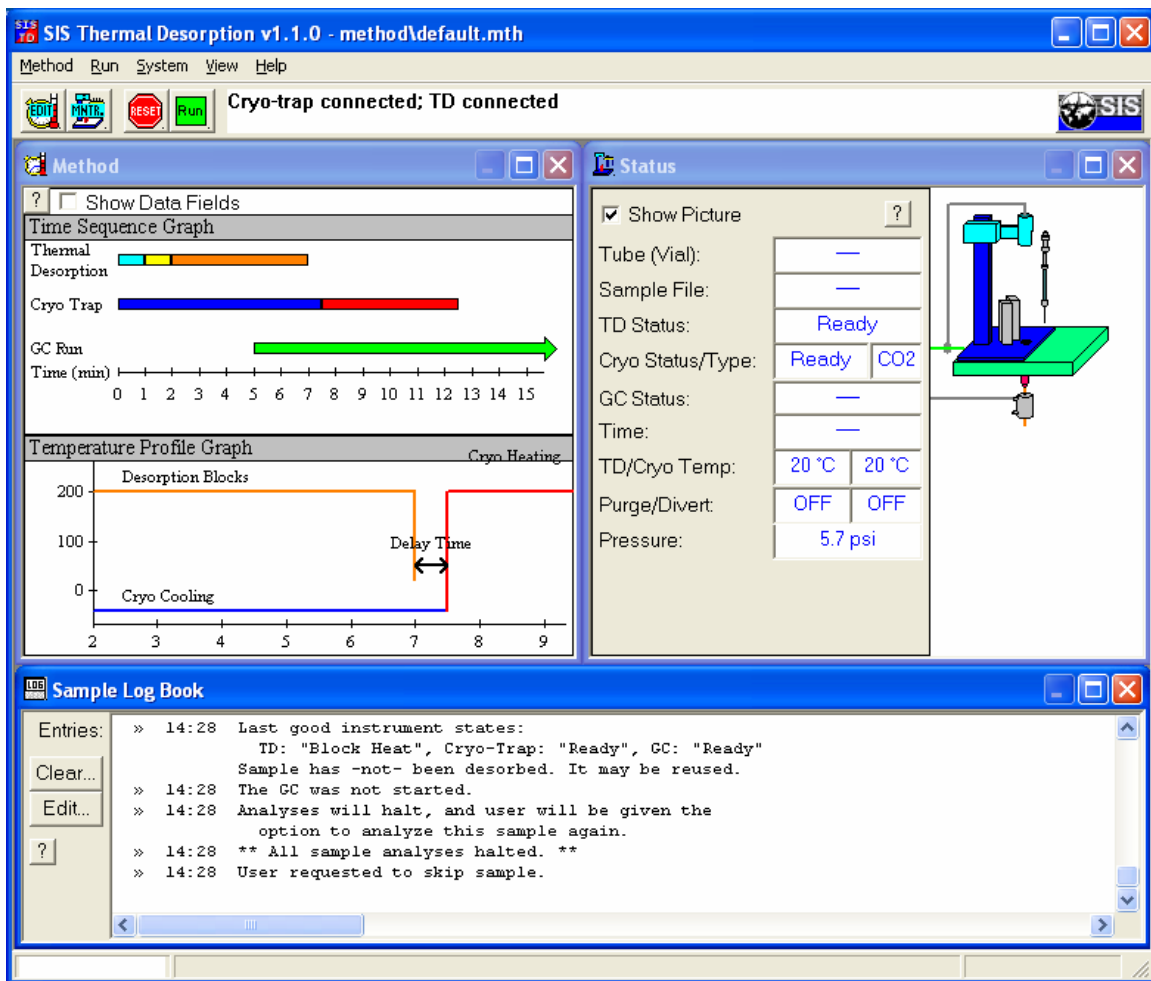 SIS TD SIS Thermal Desorption v1.1.0 - method\default.mth
Method Run System View Help
EDIT MNTR. RESET Run Cryo-trap connected; TD connected SIS
Method
? Show Data Fields
Time Sequence Graph
Thermal
Desorption
Cryo Trap
GC Run
Time (min)
0 1 2 3 4 5 6 7 8 9 10 11 12 13 14 15
Temperature Profile Graph
Cryo Heating
Desorption Blocks
200
100
Delay Time
0
Cryo Cooling
2 3 4 5 6 7 8 9
Status
Show Picture ?
Tube (Vial): —
Sample File: —
TD Status: Ready
Cryo Status/Type: Ready CO2
GC Status: —
Time: —
TD/Cryo Temp: 20 °C 20 °C
Purge/Divert: OFF OFF
Pressure: 5.7 psi
LOG Sample Log Book
Entries:
Clear...
Edit...
?
» 14:28 Last good instrument states:
TD: "Block Heat", Cryo-Trap: "Ready", GC: "Ready"
Sample has -not- been desorbed. It may be reused.
» 14:28 The GC was not started.
» 14:28 Analyses will halt, and user will be given the
option to analyze this sample again.
» 14:28 ** All sample analyses halted. **
» 14:28 User requested to skip sample.